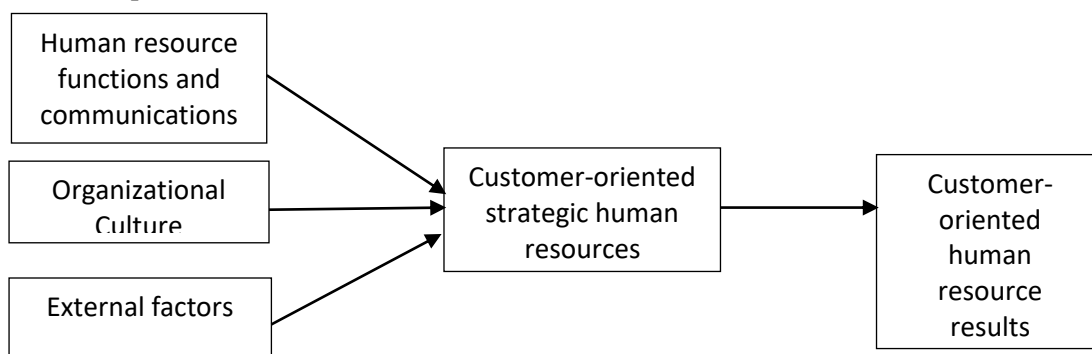 Human resource
functions and
communications
Organizational
Culture
External factors
Customer-oriented
strategic human
resources
Customer-
oriented
human
resource
results